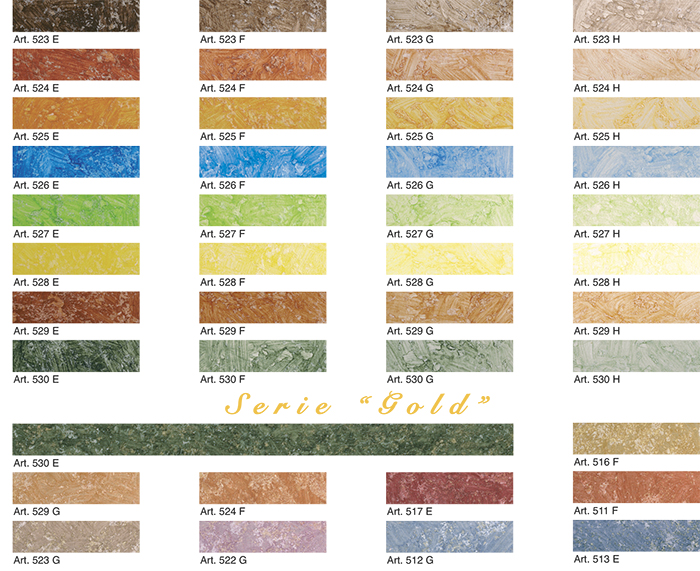 Art. 523 E Art. 523 F Art. 523 G Art. 523 H
Art. 524 E Art. 524 F Art. 524 G Art. 524 H
Art. 525 E Art. 525 F Art. 525 G Art. 525 H
Art. 526 E Art. 526 F Art. 526 G Art. 526 H
Art. 527 E Art. 527 F Art. 527 G Art. 527 H
Art. 528 E Art. 528 F Art. 528 G Art. 528 H
Art. 529 E Art. 529 F Art. 529 G Art. 529 H
Art. 530 E Art. 530 F Art. 530 G Art. 530 H
Serie “Gold”
Art. 530 E Art. 516 F
Art. 529 G Art. 524 F Art. 517 E Art. 511 F
Art. 523 G Art. 522 G Art. 512 G Art. 513 E